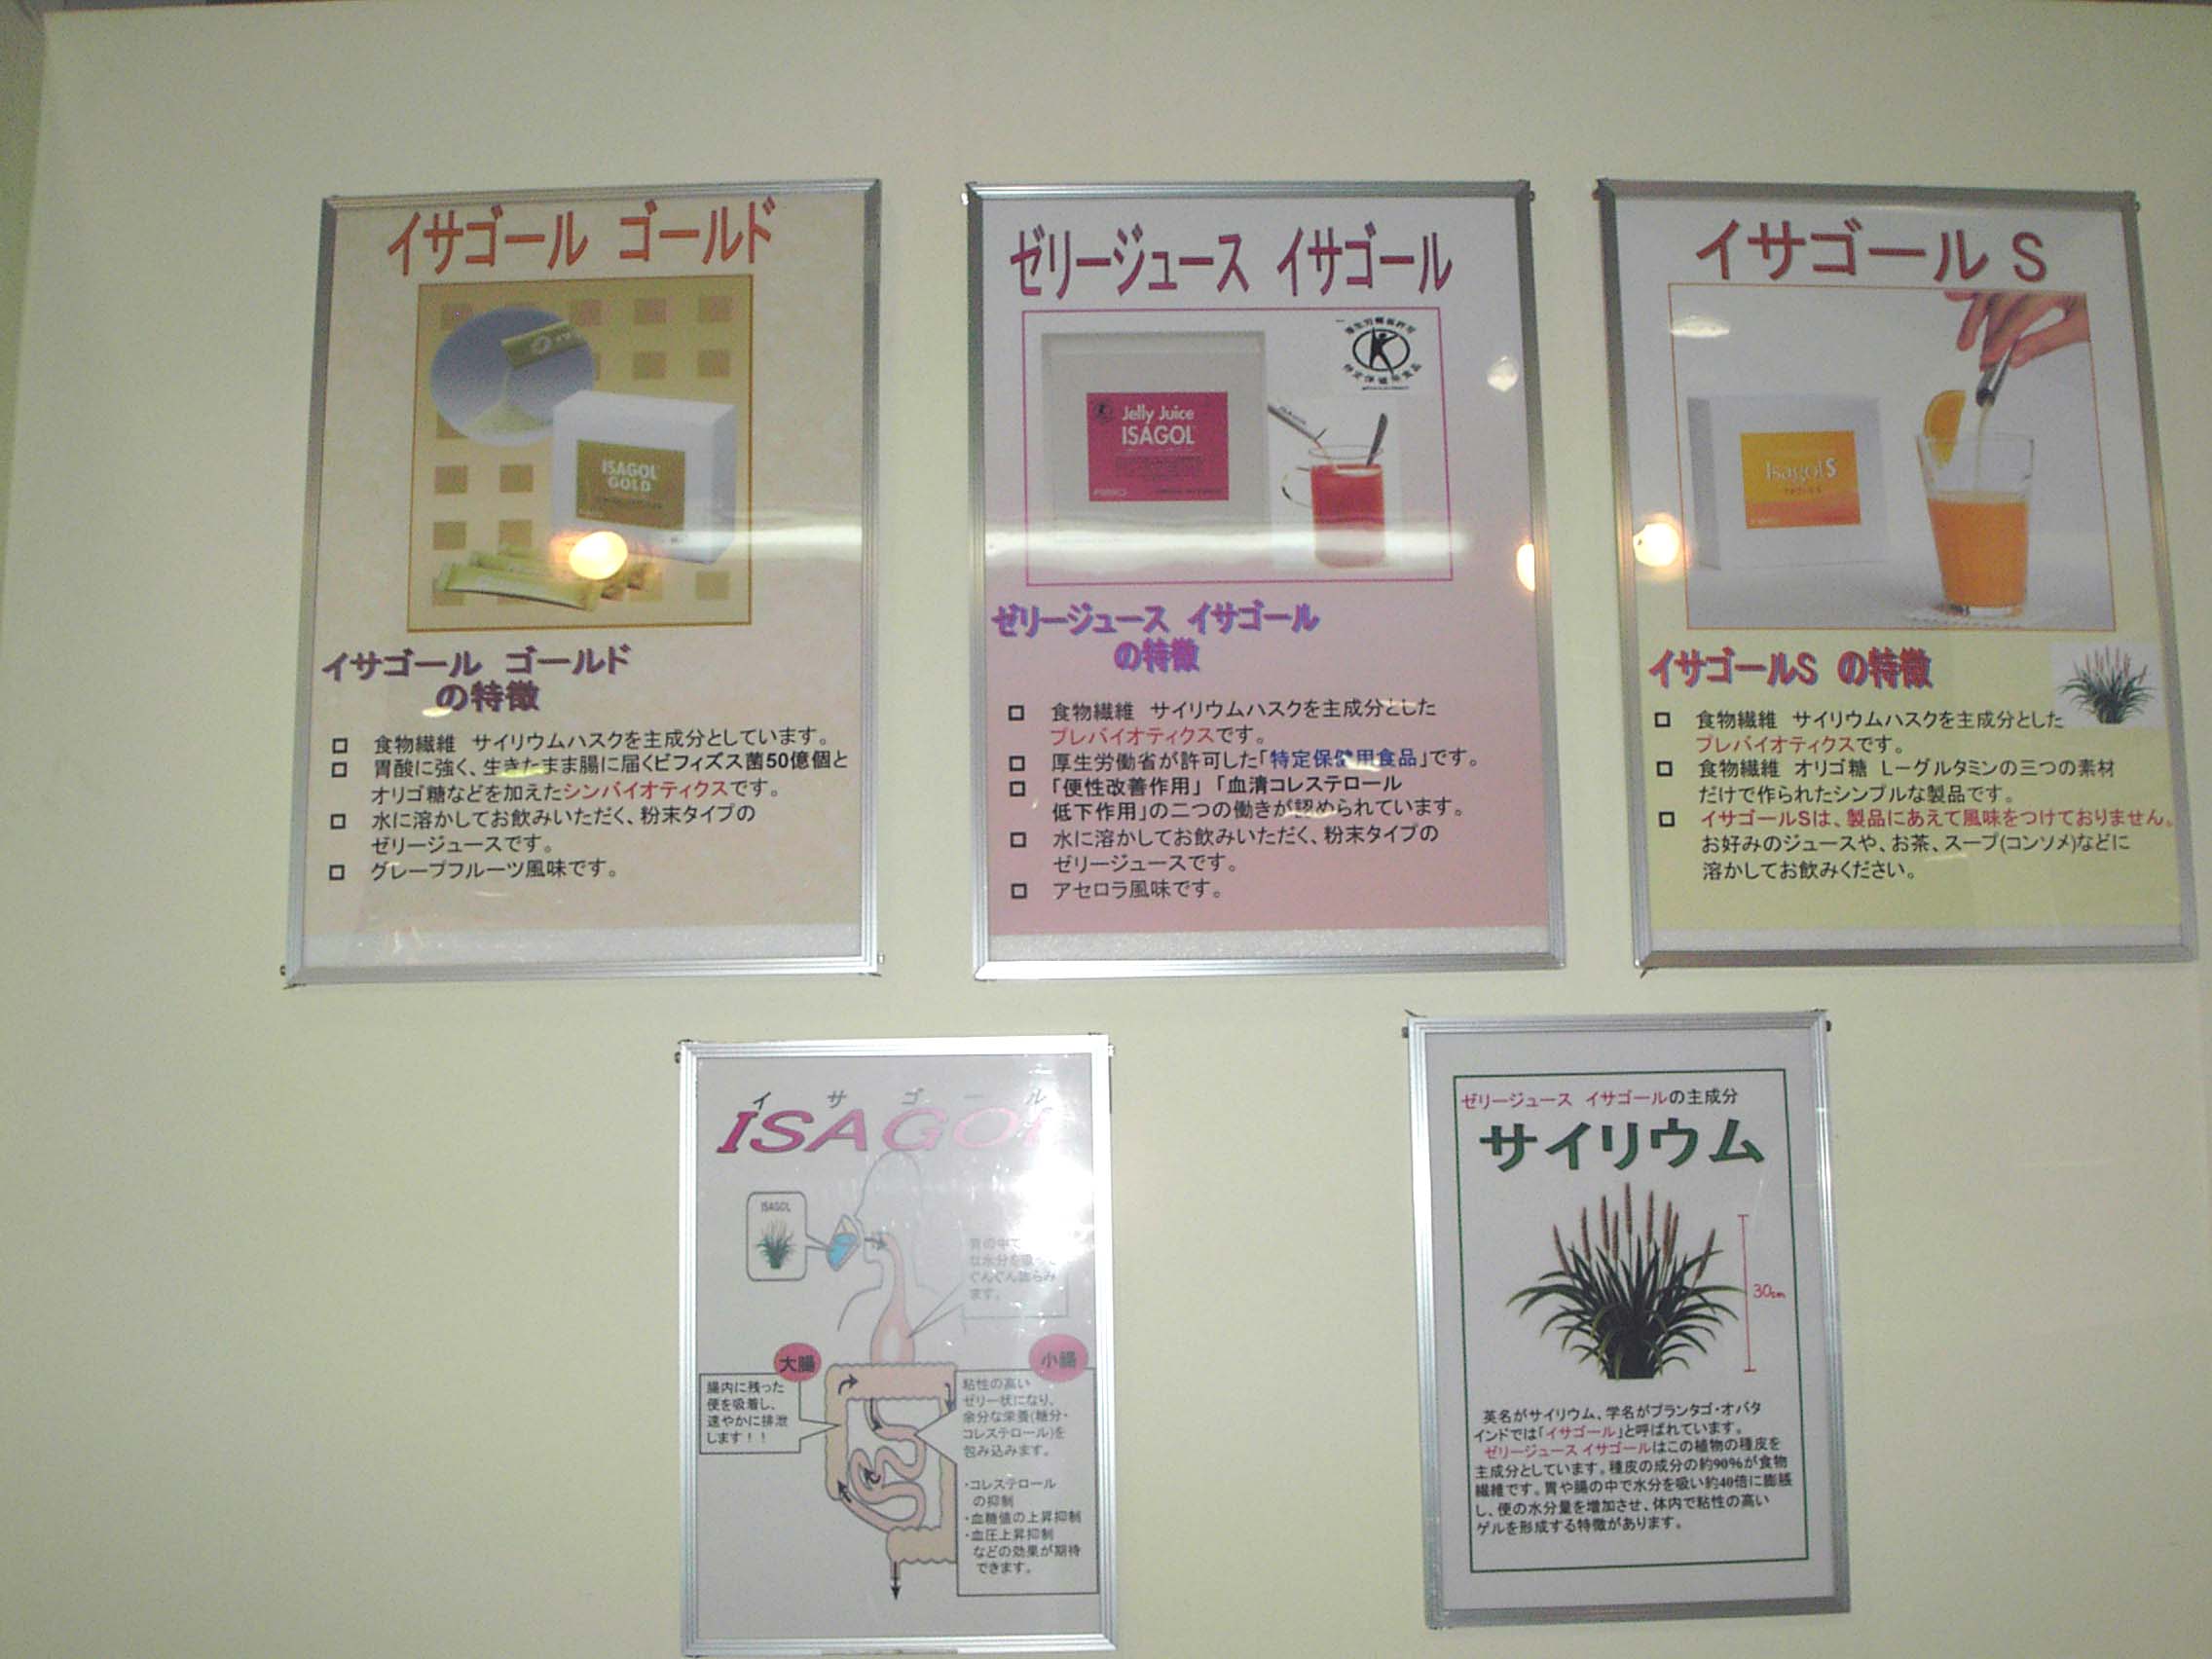 イサゴール ゴールド
ISAGOL
GOLD
イサゴール ゴールド
の特徴
食物繊維 サイリウムハスクを主成分としています。
胃酸に強く、生きたまま腸に届くビフィズス菌50億個と
オリゴ糖などを加えたシンバイオティクスです。
水に溶かしてお飲みいただく、粉末タイプの
ゼリージュースです。
グレープフルーツ風味です。
ゼリージュース イサゴール
Jelly Juice
ISAGOL
ゼリージュース イサゴール
の特徴
食物繊維 サイリウムハスクを主成分とした
プレバイオティクスです。
厚生労働省が許可した「特定保健用食品」です。
「便性改善作用」「血清コレステロール
低下作用」の二つの働きが認められています。
水に溶かしてお飲みいただく、粉末タイプの
ゼリージュースです。
アセロラ風味です。
イサゴール S
Isagol S
イサゴールS の特徴
食物繊維 サイリウムハスクを主成分とした
プレバイオティクスです。
食物繊維 オリゴ糖 L-グルタミンの三つの素材
だけで作られたシンプルな製品です。
イサゴールSは、製品にあえて風味をつけておりません。
お好みのジュースや、お茶、スープ(コンソメ)などに
溶かしてお飲みください。
イサゴール
ISAGOL
ISAGOL
胃の中で
な水分を吸って
ぐんぐん膨らみ
ます。
大腸
腸内に残った
便を吸着し、
速やかに排泄
します!!
小腸
粘性の高い
ゼリー状になり、
余分な栄養(糖分・
コレステロール)を
包み込みます。
・コレステロール
の抑制
・血糖値の上昇抑制
・血圧上昇抑制
などの効果が期待
できます。
ゼリージュース イサゴールの主成分
サイリウム
30cm
英名がサイリウム、学名がプランタゴ・オバタ
インドでは「イサゴール」と呼ばれています。
ゼリージュース イサゴールはこの植物の種皮を
主成分としています。種皮の成分の約90%が食物
繊維です。胃や腸の中で水分を吸い約40倍に膨脹
し、便の水分量を増加させ、体内で粘性の高い
ゲルを形成する特徴があります。